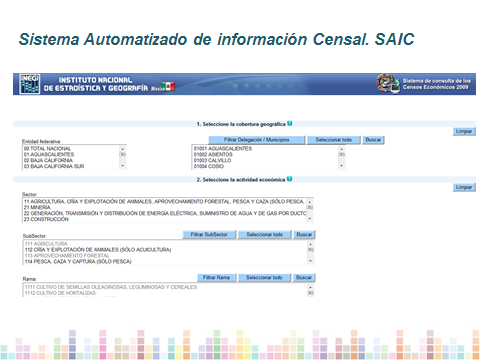 Sistema Automatizado de información Censal. SAIC
INEGI
INSTITUTO NACIONAL
DE ESTADÍSTICA Y GEOGRAFÍA México
Sistema de consulta de los
Censos Económicos 2009
1. Seleccione la cobertura geográfica
Limpiar
Entidad federativa:
Filtrar Delegación / Municipios
Seleccionar todo
Buscar
00 TOTAL NACIONAL
01 AGUASCALIENTES
02 BAJA CALIFORNIA
03 BAJA CALIFORNIA SUR
01001 AGUASCALIENTES
01002 ASIENTOS
01003 CALVILLO
01004 COSÍO
2. Seleccione la actividad económica
Limpiar
Sector:
11 AGRICULTURA, CRÍA Y EXPLOTACIÓN DE ANIMALES, APROVECHAMIENTO FORESTAL, PESCA Y CAZA (SÓLO PESCA,
21 MINERÍA
22 GENERACIÓN, TRANSMISIÓN Y DISTRIBUCIÓN DE ENERGÍA ELÉCTRICA, SUMINISTRO DE AGUA Y DE GAS POR DUCTO
23 CONSTRUCCIÓN
SubSector:
Filtrar SubSector
Seleccionar todo
Buscar
111 AGRICULTURA
112 CRÍA Y EXPLOTACIÓN DE ANIMALES (SÓLO ACUICULTURA)
113 APROVECHAMIENTO FORESTAL
114 PESCA, CAZA Y CAPTURA (SÓLO PESCA)
Rama:
Filtrar Rama
Seleccionar todo
Buscar
1111 CULTIVO DE SEMILLAS OLEAGINOSAS, LEGUMINOSAS Y CEREALES
1112 CULTIVO DE HORTALIZAS